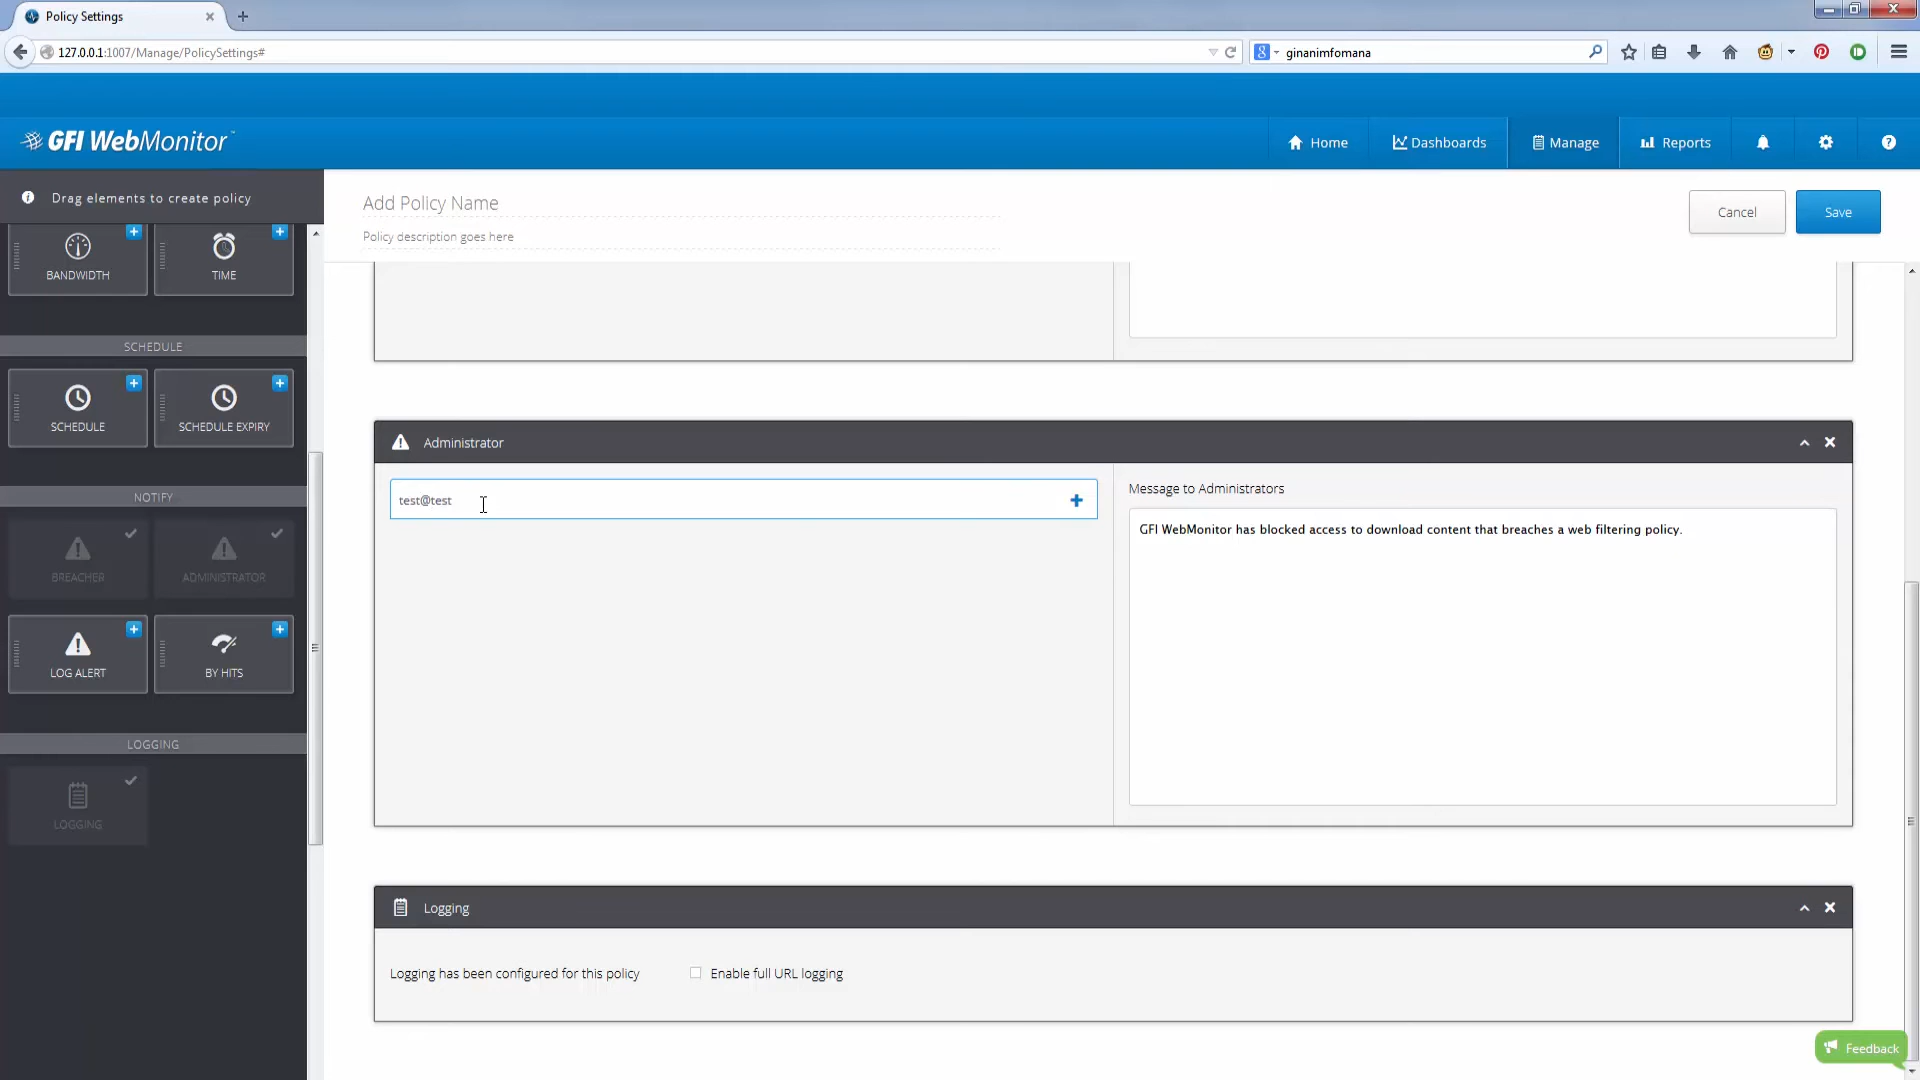 Policy Settings
127.0.0.1:1007/Manage/PolicySettings#
ginanimfomana
GFI WebMonitor™
Home
Dashboards
Manage
Reports
Drag elements to create policy
Add Policy Name
Policy description goes here
Cancel
Save
BANDWIDTH
TIME
SCHEDULE
SCHEDULE
SCHEDULE EXPIRY
NOTIFY
BREACHER
ADMINISTRATOR
LOG ALERT
BY HITS
LOGGING
LOGGING
Administrator
test@test
Message to Administrators
GFI WebMonitor has blocked access to download content that breaches a web filtering policy.
Logging
Logging has been configured for this policy
Enable full URL logging
Feedback